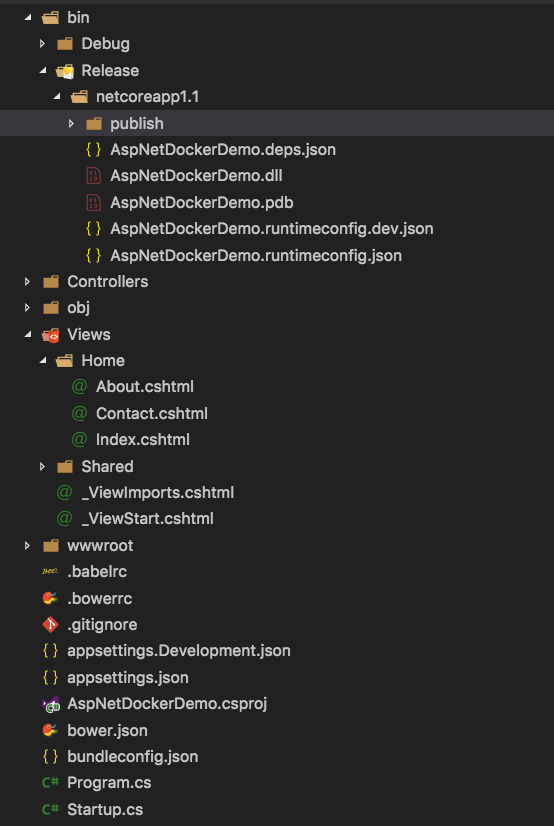 bin
Debug
Release
netcoreapp1.1
publish
{ } AspNetDockerDemo.deps.json
AspNetDockerDemo.dll
AspNetDockerDemo.pdb
{ } AspNetDockerDemo.runtimeconfig.dev.json
{ } AspNetDockerDemo.runtimeconfig.json
Controllers
obj
Views
Home
@ About.cshtml
@ Contact.cshtml
@ Index.cshtml
Shared
@ _ViewImports.cshtml
@ _ViewStart.cshtml
wwwroot
.babelrc
.bowerrc
.gitignore
{ } appsettings.Development.json
{ } appsettings.json
AspNetDockerDemo.csproj
bower.json
{ } bundleconfig.json
C# Program.cs
C# Startup.cs